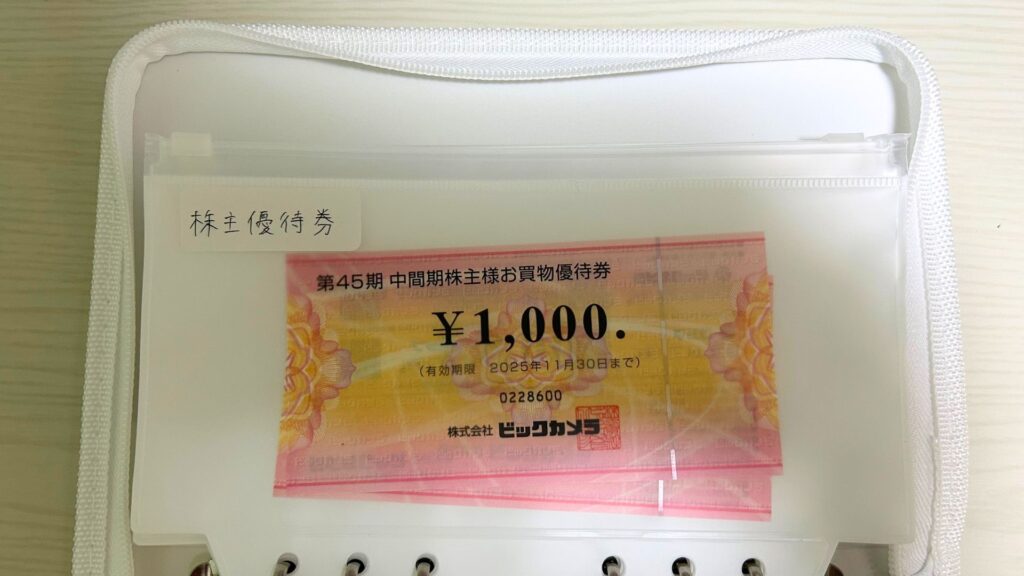 株主優待券
第45期 中間期株主様お買物優待券
¥1,000.
(有効期限 2025年11月30日まで)
0228600
株式会社 ビックカメラ